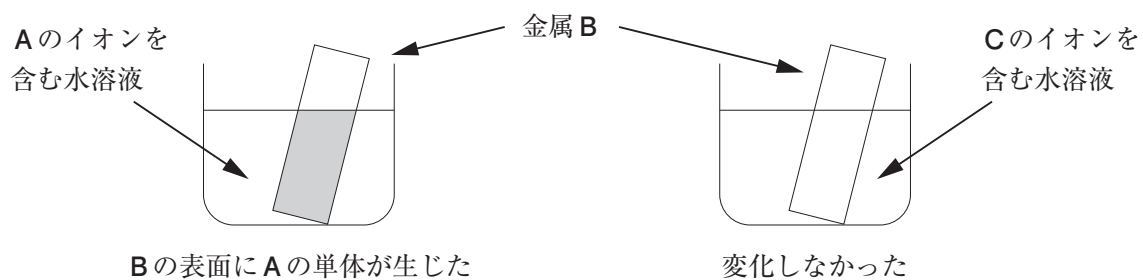 Aのイオンを
含む水溶液
金属B
Cのイオンを
含む水溶液
Bの表面にAの単体が生じた
変化しなかった